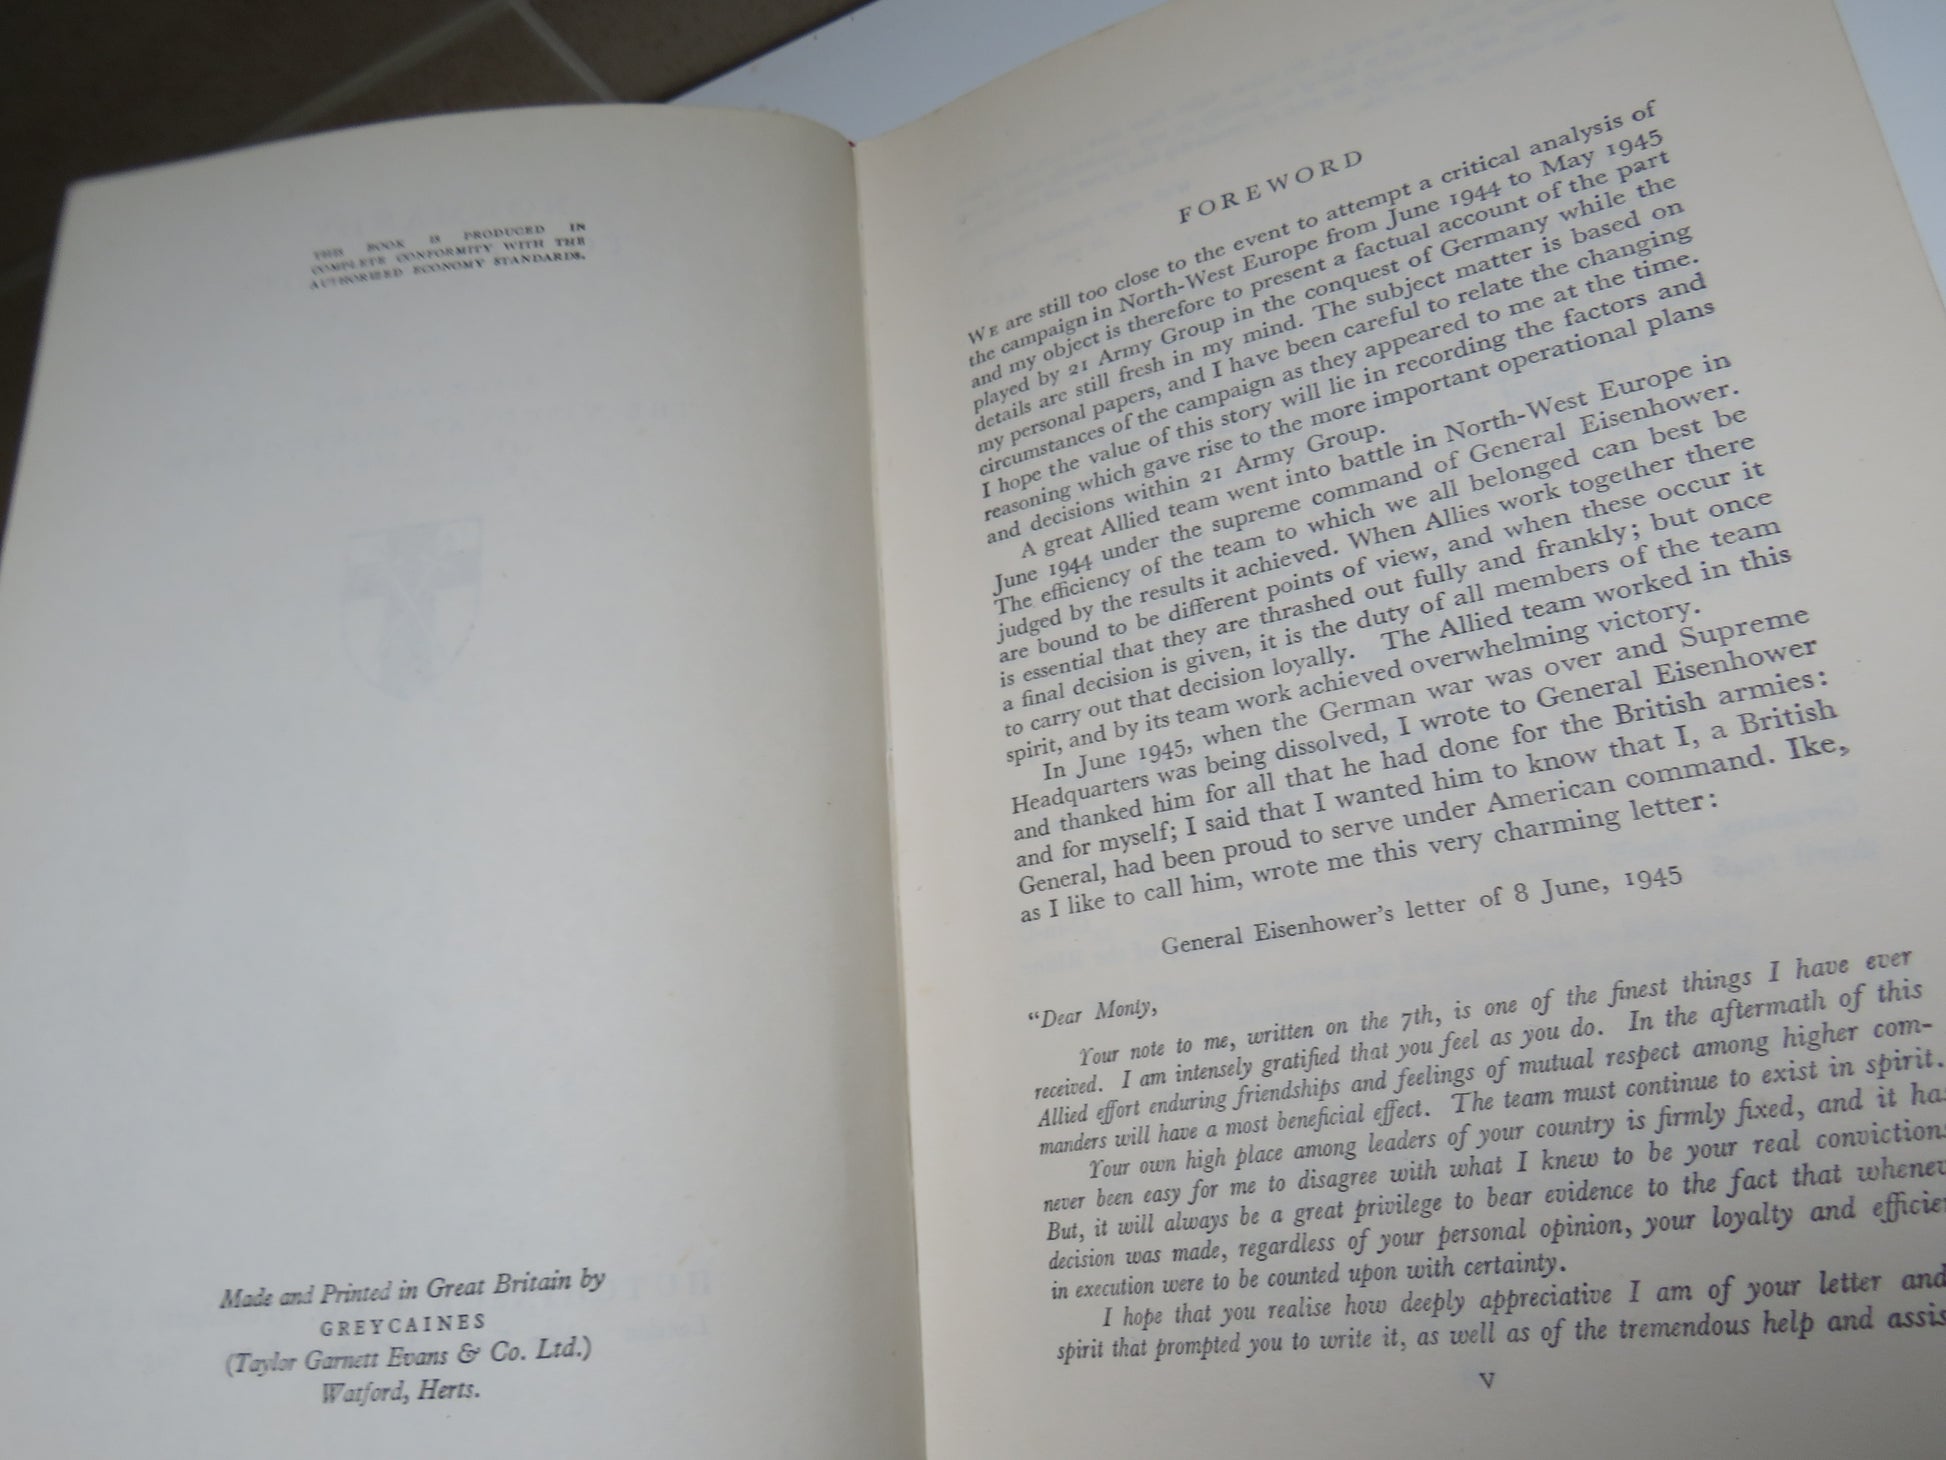 THIS BOOK IS PRODUCED IN
COMPLETE CONFORMITY WITH THE
AUTHORIZED ECONOMY STANDARDS.
Made and Printed in Great Britain by
GREYCAINES
(Taylor Garnett Evans & Co. Ltd.)
Watford, Herts.
FOREWORD
WE are still too close to the event to attempt a critical analysis of
the campaign in North-West Europe from June 1944 to May 1945
and my object is therefore to present a factual account of the part
played by 21 Army Group in the conquest of Germany while the
details are still fresh in my mind. The subject matter is based on
my personal papers, and I have been careful to relate the changing
circumstances of the campaign as they appeared to me at the time.
I hope the value of this story will lie in recording the factors and
reasoning which gave rise to the more important operational plans
and decisions within 21 Army Group.
A great Allied team went into battle in North-West Europe in
June 1944 under the supreme command of General Eisenhower.
The efficiency of the team to which we all belonged can best be
judged by the results it achieved. When Allies work together there
are bound to be different points of view, and when these occur it
is essential that they are thrashed out fully and frankly; but once
a final decision is given, it is the duty of all members of the team
to carry out that decision loyally. The Allied team worked in this
spirit, and by its team work achieved overwhelming victory.
In June 1945, when the German war was over and Supreme
Headquarters was being dissolved, I wrote to General Eisenhower
and thanked him for all that he had done for the British armies:
and for myself; I said that I wanted him to know that I, a British
General, had been proud to serve under American command. Ike,
as I like to call him, wrote me this very charming letter:
General Eisenhower's letter of 8 June, 1945
"Dear Monty,
Your note to me, written on the 7th, is one of the finest things I have ever
received. I am intensely gratified that you feel as you do. In the aftermath of this
Allied effort enduring friendships and feelings of mutual respect among higher com-
manders will have a most beneficial effect. The team must continue to exist in spirit.
Your own high place among leaders of your country is firmly fixed, and it has
never been easy for me to disagree with what I knew to be your real convictions
But, it will always be a great privilege to bear evidence to the fact that whenev
decision was made, regardless of your personal opinion, your loyalty and efficie
in execution were to be counted upon with certainty.
I hope that you realise how deeply appreciative I am of your letter and
spirit that prompted you to write it, as well as of the tremendous help and assis
V